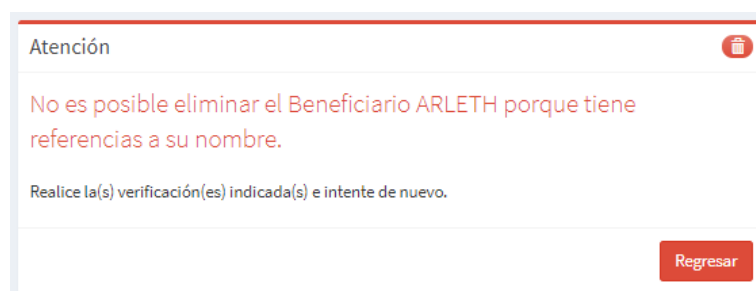 Atención
No es posible eliminar el Beneficiario ARLETH porque tiene
referencias a su nombre.
Realice la(s) verificación(es) indicada(s) e intente de nuevo.
Regresar